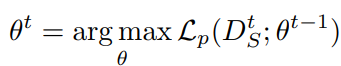 θ^t = arg max_θ ℒ_p(D_S^t; θ^{t−1})